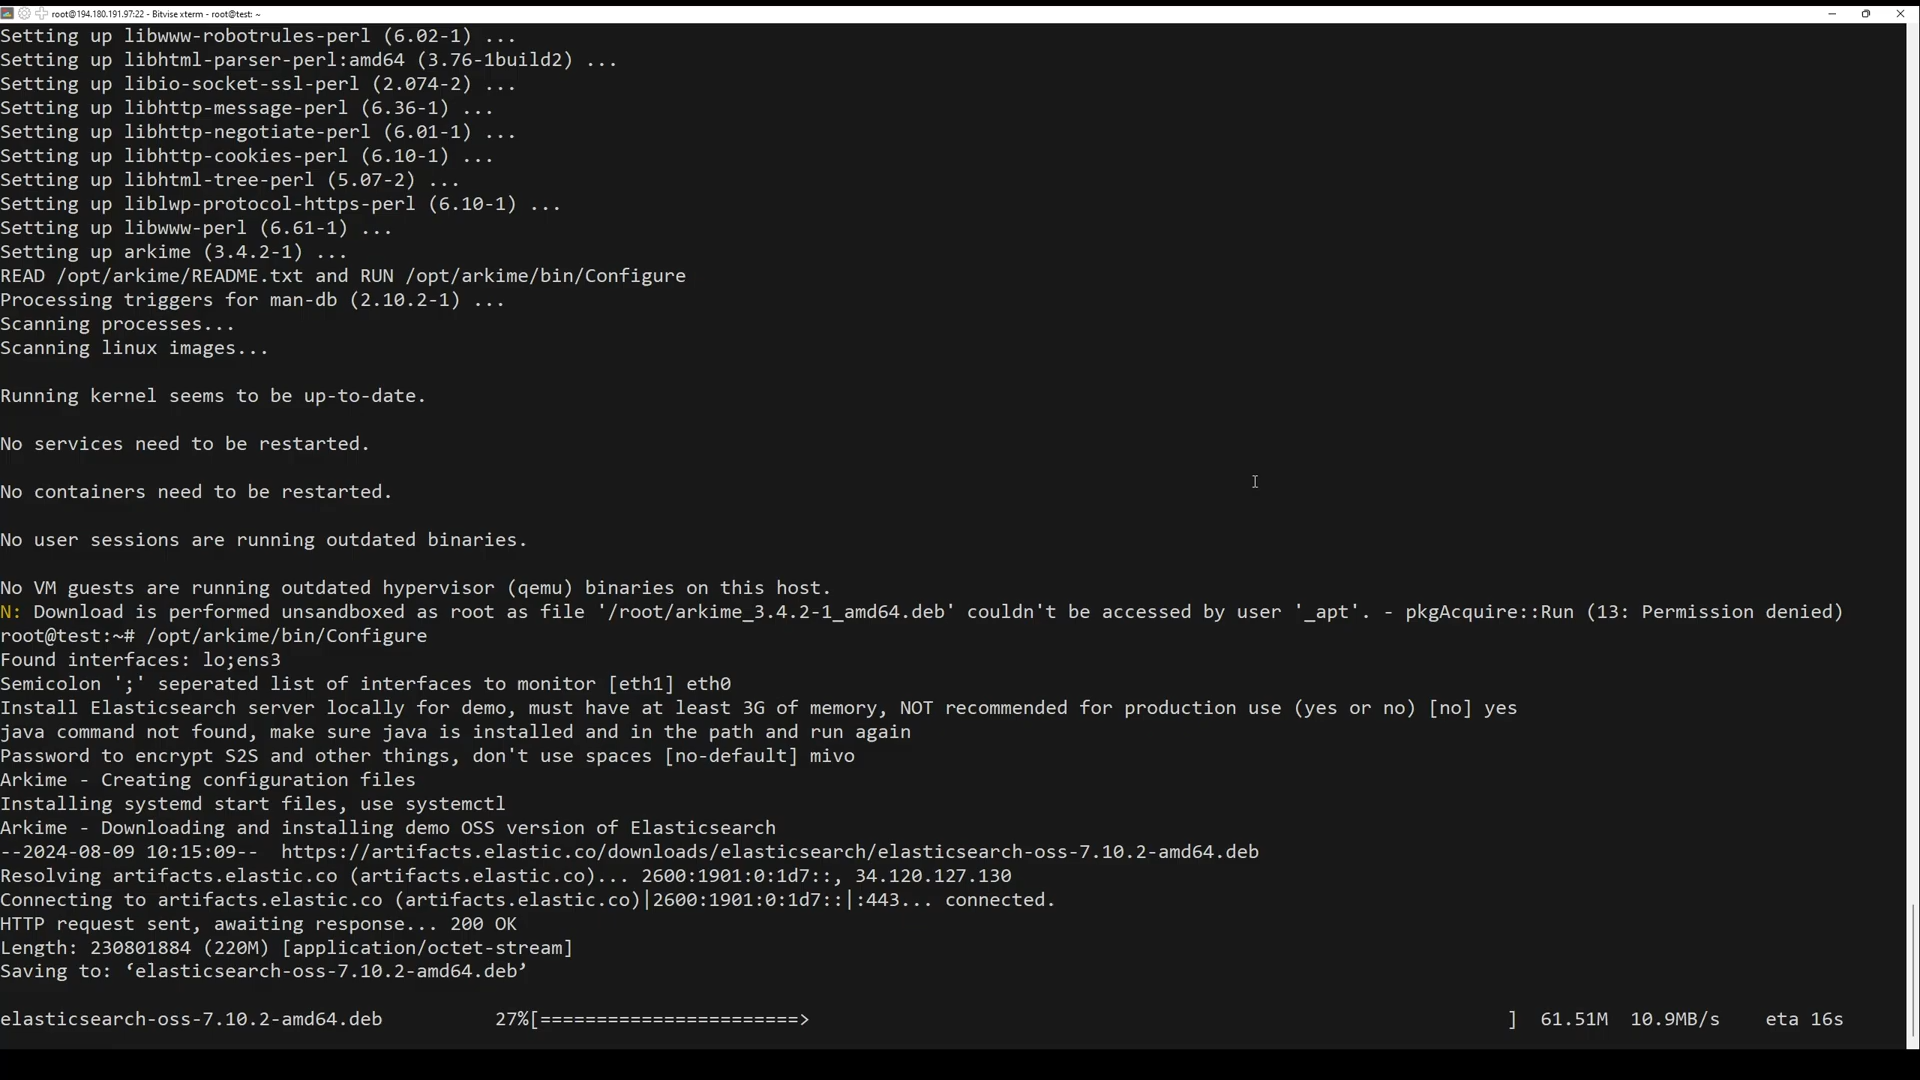 root@194.180.191.97:22 - Bitvise xterm - root@test: ~
Setting up libwww-robotrules-perl (6.02-1) ...
Setting up libhtml-parser-perl:amd64 (3.76-1build2) ...
Setting up libio-socket-ssl-perl (2.074-2) ...
Setting up libhttp-message-perl (6.36-1) ...
Setting up libhttp-negotiate-perl (6.01-1) ...
Setting up libhttp-cookies-perl (6.10-1) ...
Setting up libhtml-tree-perl (5.07-2) ...
Setting up liblwp-protocol-https-perl (6.10-1) ...
Setting up libwww-perl (6.61-1) ...
Setting up arkime (3.4.2-1) ...
READ /opt/arkime/README.txt and RUN /opt/arkime/bin/Configure
Processing triggers for man-db (2.10.2-1) ...
Scanning processes...
Scanning linux images...
Running kernel seems to be up-to-date.
No services need to be restarted.
No containers need to be restarted.
No user sessions are running outdated binaries.
No VM guests are running outdated hypervisor (qemu) binaries on this host.
N: Download is performed unsandboxed as root as file '/root/arkime_3.4.2-1_amd64.deb' couldn't be accessed by user '_apt'. - pkgAcquire::Run (13: Permission denied)
root@test:~# /opt/arkime/bin/Configure
Found interfaces: lo;ens3
Semicolon ';' seperated list of interfaces to monitor [eth1] eth0
Install Elasticsearch server locally for demo, must have at least 3G of memory, NOT recommended for production use (yes or no) [no] yes
java command not found, make sure java is installed and in the path and run again
Password to encrypt S2S and other things, don't use spaces [no-default] mivo
Arkime - Creating configuration files
Installing systemd start files, use systemctl
Arkime - Downloading and installing demo OSS version of Elasticsearch
--2024-08-09 10:15:09--  https://artifacts.elastic.co/downloads/elasticsearch/elasticsearch-oss-7.10.2-amd64.deb
Resolving artifacts.elastic.co (artifacts.elastic.co)... 2600:1901:0:1d7::, 34.120.127.130
Connecting to artifacts.elastic.co (artifacts.elastic.co)|2600:1901:0:1d7::|:443... connected.
HTTP request sent, awaiting response... 200 OK
Length: 230801884 (220M) [application/octet-stream]
Saving to: ‘elasticsearch-oss-7.10.2-amd64.deb’
elasticsearch-oss-7.10.2-amd64.deb          27%[=======================>                                                              ]  61.51M  10.9MB/s    eta 16s